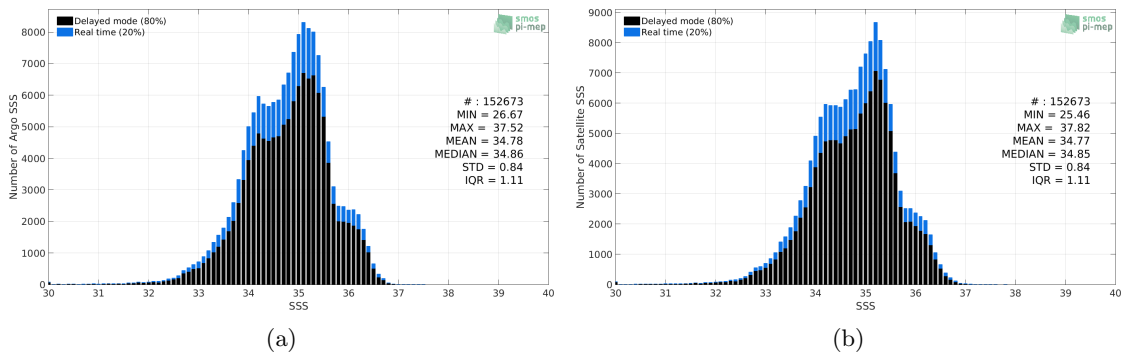 Delayed mode (80%)
Real time (20%)
smos
pi-mep
8000
7000
6000
5000
4000
3000
2000
1000
0
Number of Argo SSS
# : 152673
MIN = 26.67
MAX = 37.52
MEAN = 34.78
MEDIAN = 34.86
STD = 0.84
IQR = 1.11
30 31 32 33 34 35 36 37 38 39 40
SSS
(a)
Delayed mode (80%)
Real time (20%)
smos
pi-mep
9000
8000
7000
6000
5000
4000
3000
2000
1000
0
Number of Satellite SSS
# : 152673
MIN = 25.46
MAX = 37.82
MEAN = 34.77
MEDIAN = 34.85
STD = 0.84
IQR = 1.11
30 31 32 33 34 35 36 37 38 39 40
SSS
(b)